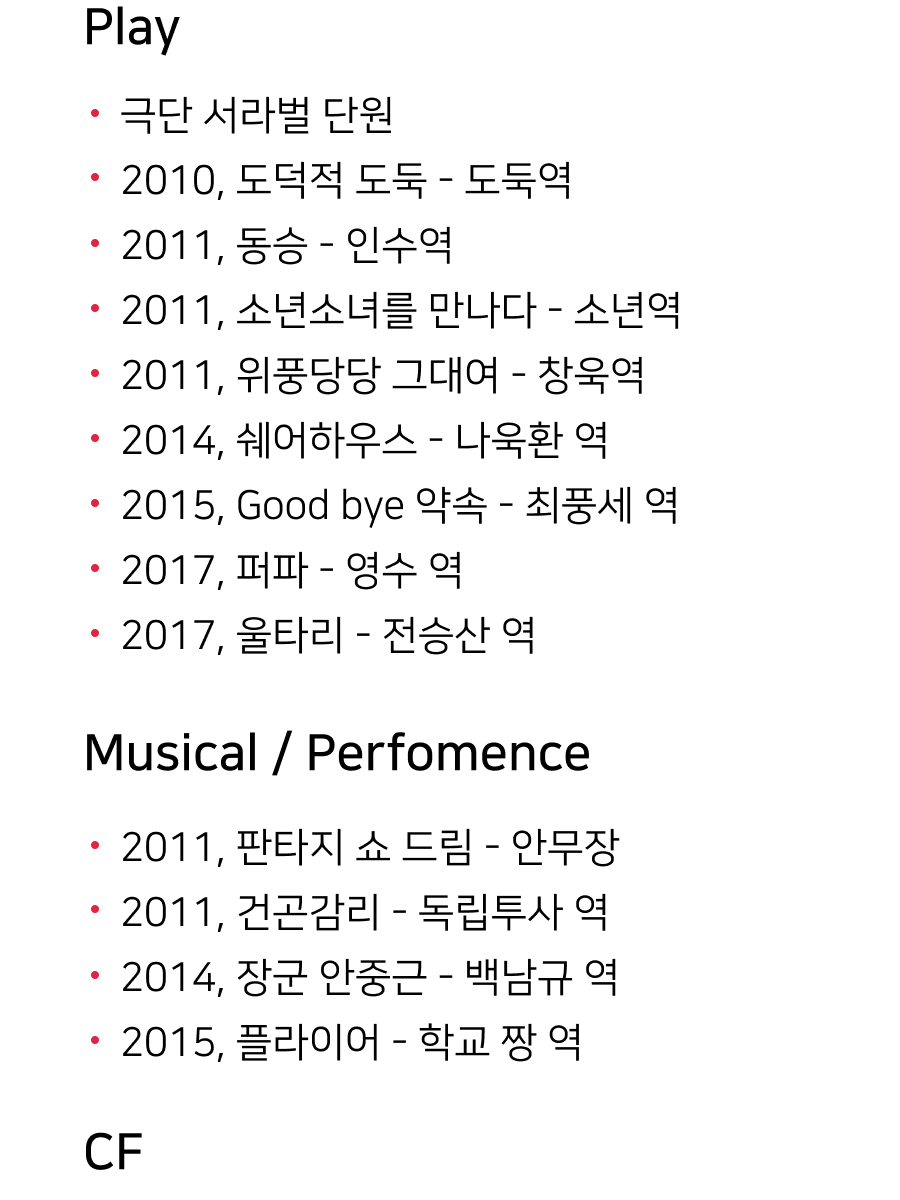 Play
• 극단 서라벌 단원
• 2010, 도덕적 도둑 - 도둑역
• 2011, 동승 - 인수역
• 2011, 소년소녀를 만나다 - 소년역
• 2011, 위풍당당 그대여 - 창욱역
• 2014, 쉐어하우스 - 나욱환 역
• 2015, Good bye 약속 - 최풍세 역
• 2017, 퍼파 - 영수 역
• 2017, 울타리 - 전승산 역
Musical / Perfomence
• 2011, 판타지 쇼 드림 - 안무장
• 2011, 건곤감리 - 독립투사 역
• 2014, 장군 안중근 - 백남규 역
• 2015, 플라이어 - 학교 짱 역
CF